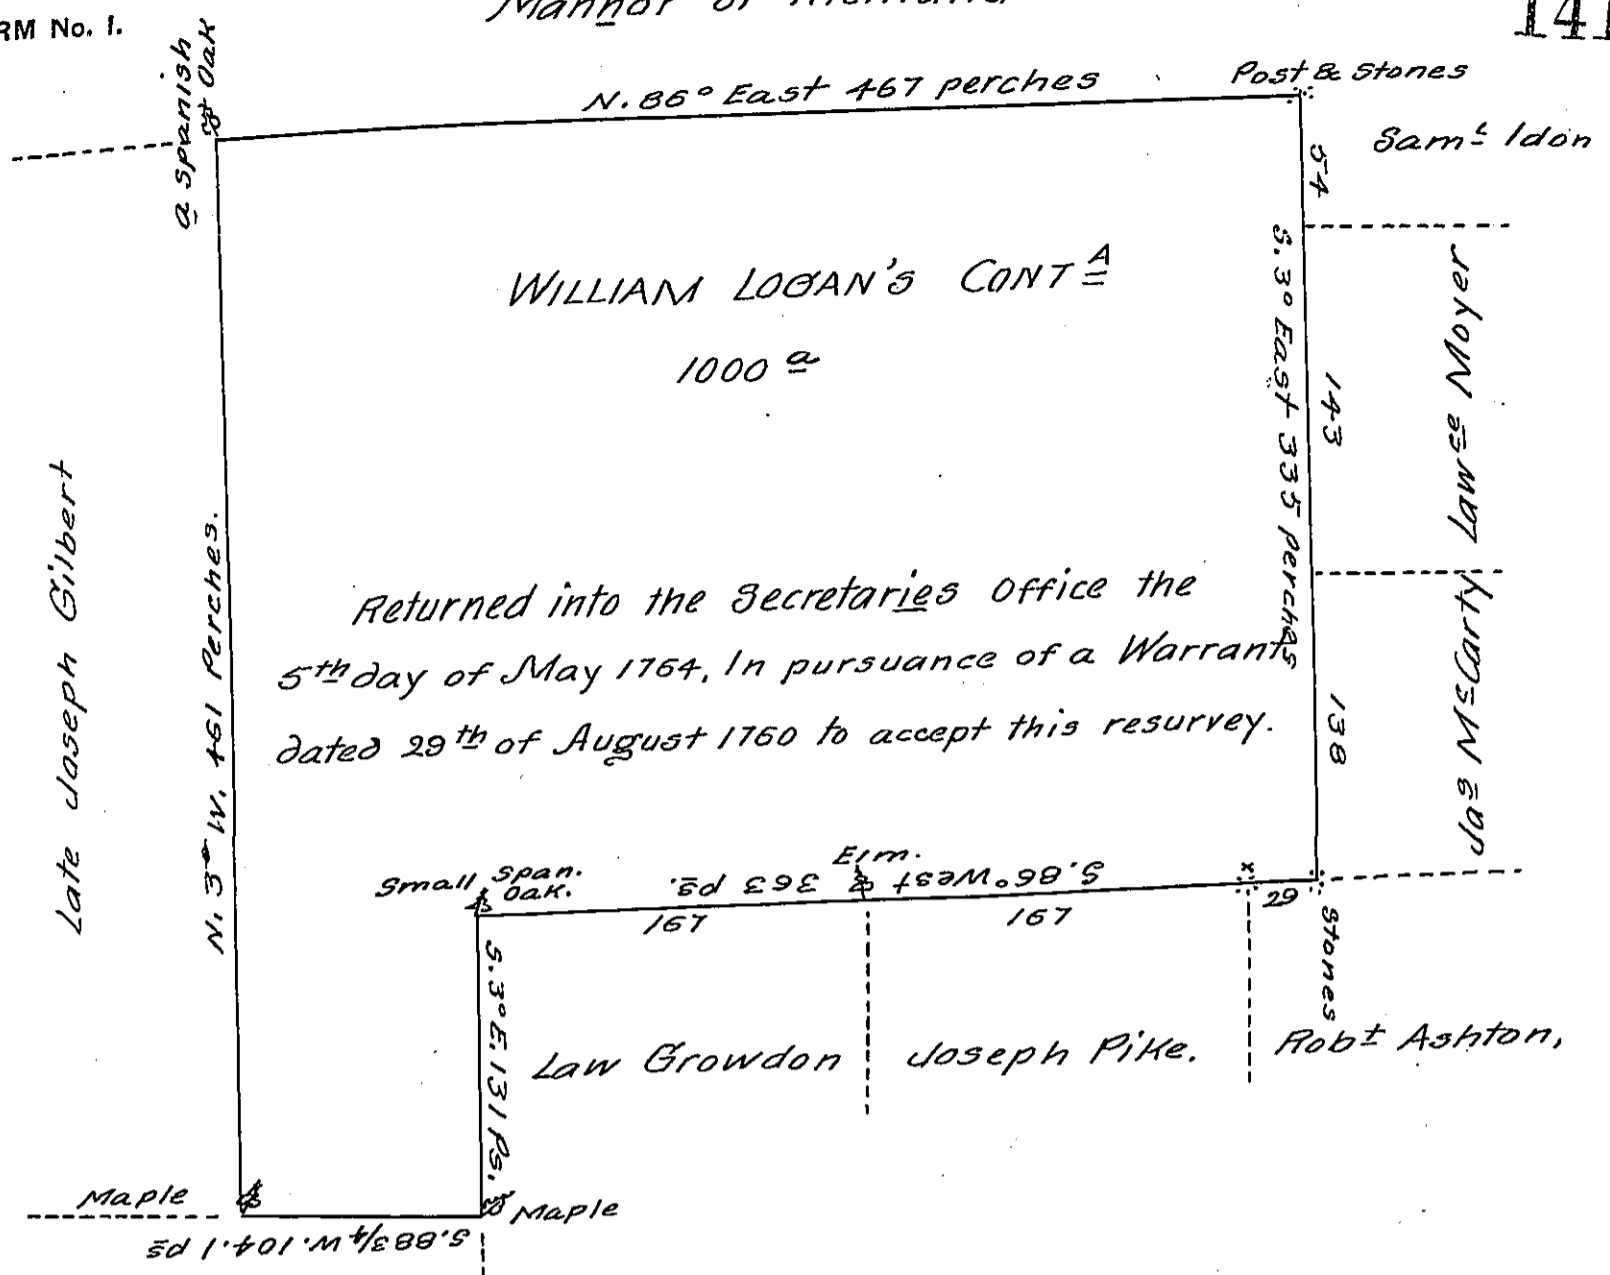 RM No. 1.
Mannor of
141
a Spanish
Oak
N. 86° East 467 perches
Post & Stones
Samˡ Idon
54
WILLIAM LOGAN'S CONTᴬ
1000 ᵃ
S. 3° East 335 perches
143
Lawᶜᵉ Moyer
Late Joseph Gilbert
N. 3° W. 461 Perches.
Returned into the Secretaries Office the
5ᵗʰ day of May 1764, In pursuance of a Warrant
dated 29ᵗʰ of August 1760 to accept this resurvey.
138
Jaˢ MᶜCarty
Small Span.
Oak.
Elm.
S. 86° West 363 ps.
x
167
167
29
Stones
S. 3° E. 131 Ps.
Law Growdon
Joseph Pike.
Robᵗ Ashton,
Maple
Maple
S. 88 3/4 W. 104.1 ps